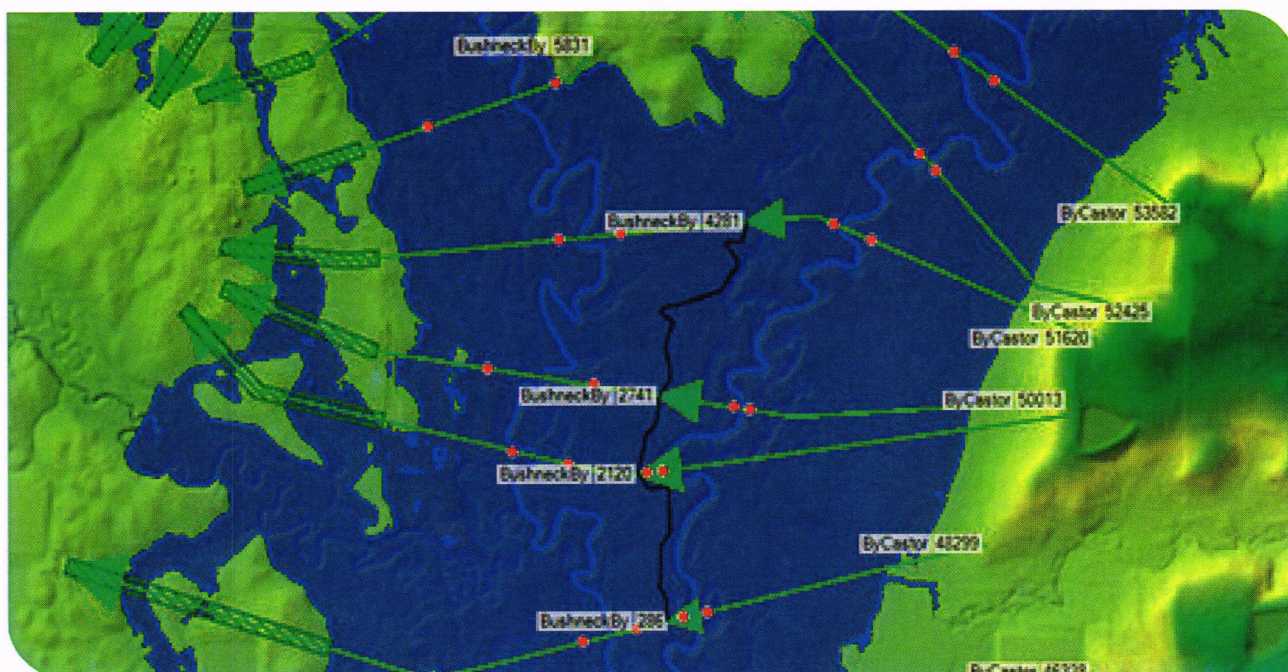 BushneckBy 5831
ByCastor 53582
BushneckBy 4281
ByCastor 52425
ByCastor 51620
BushneckBy 2741
ByCastor 50013
BushneckBy 2120
ByCastor 48299
BushneckBy 286